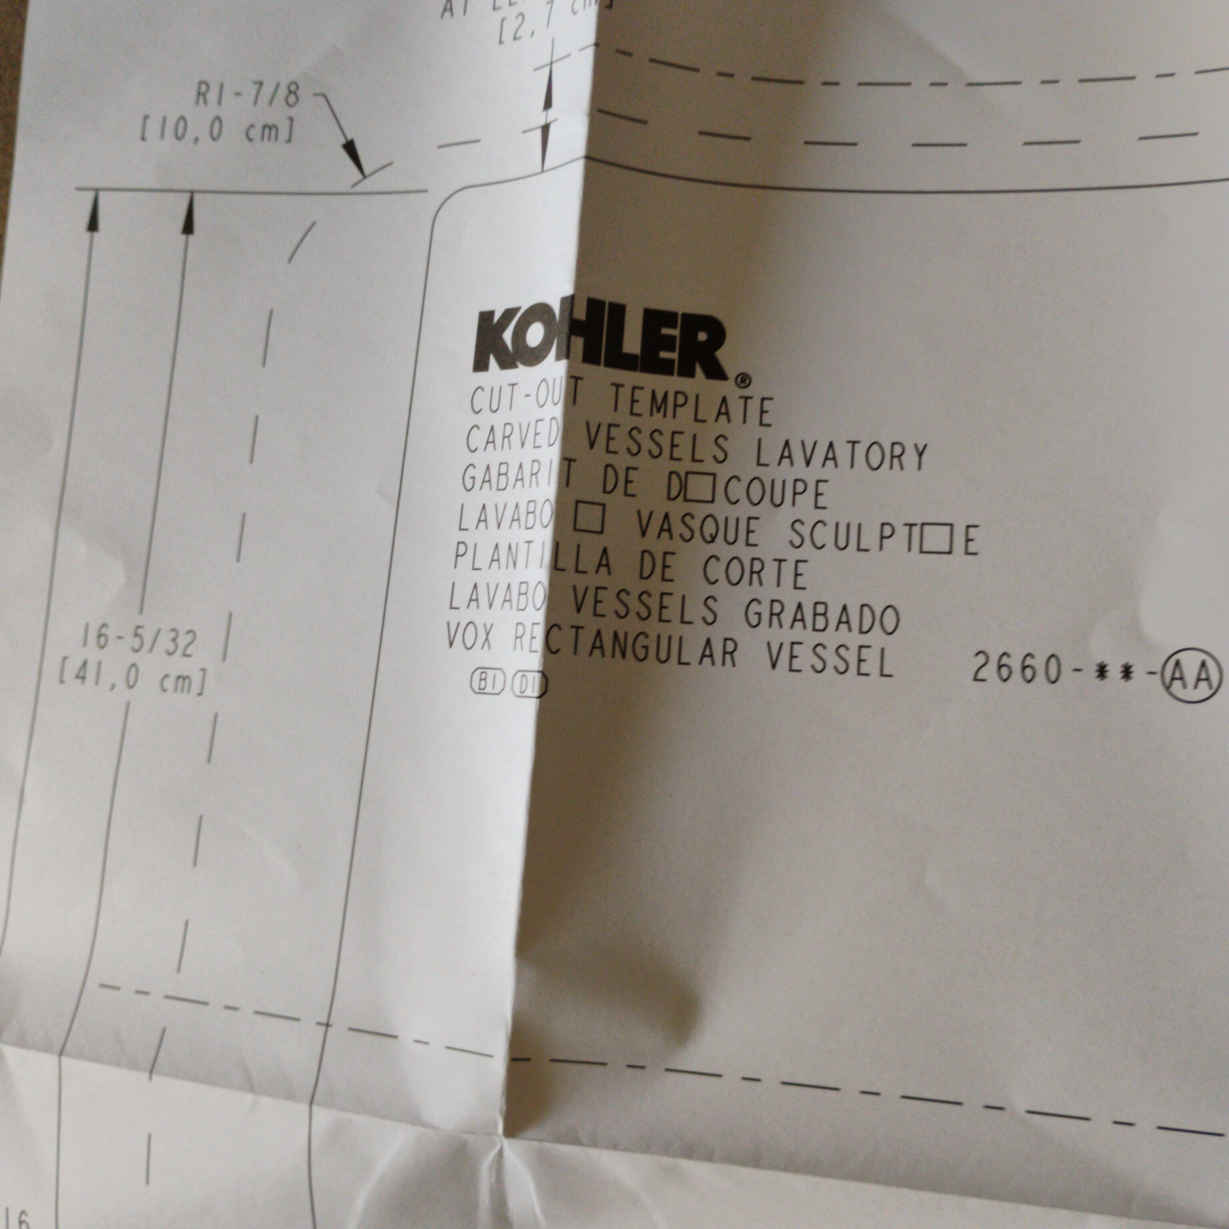 [2,7 cm]
R1-7/8
[10,0 cm]
KOHLER®
CUT-OUT TEMPLATE
CARVED VESSELS LAVATORY
GABARIT DE D□COUPE
LAVABO □ VASQUE SCULPT□E
PLANTILLA DE CORTE
LAVABO VESSELS GRABADO
VOX RECTANGULAR VESSEL 2660-**-AA
B1 D1
16-5/32
[41,0 cm]
16